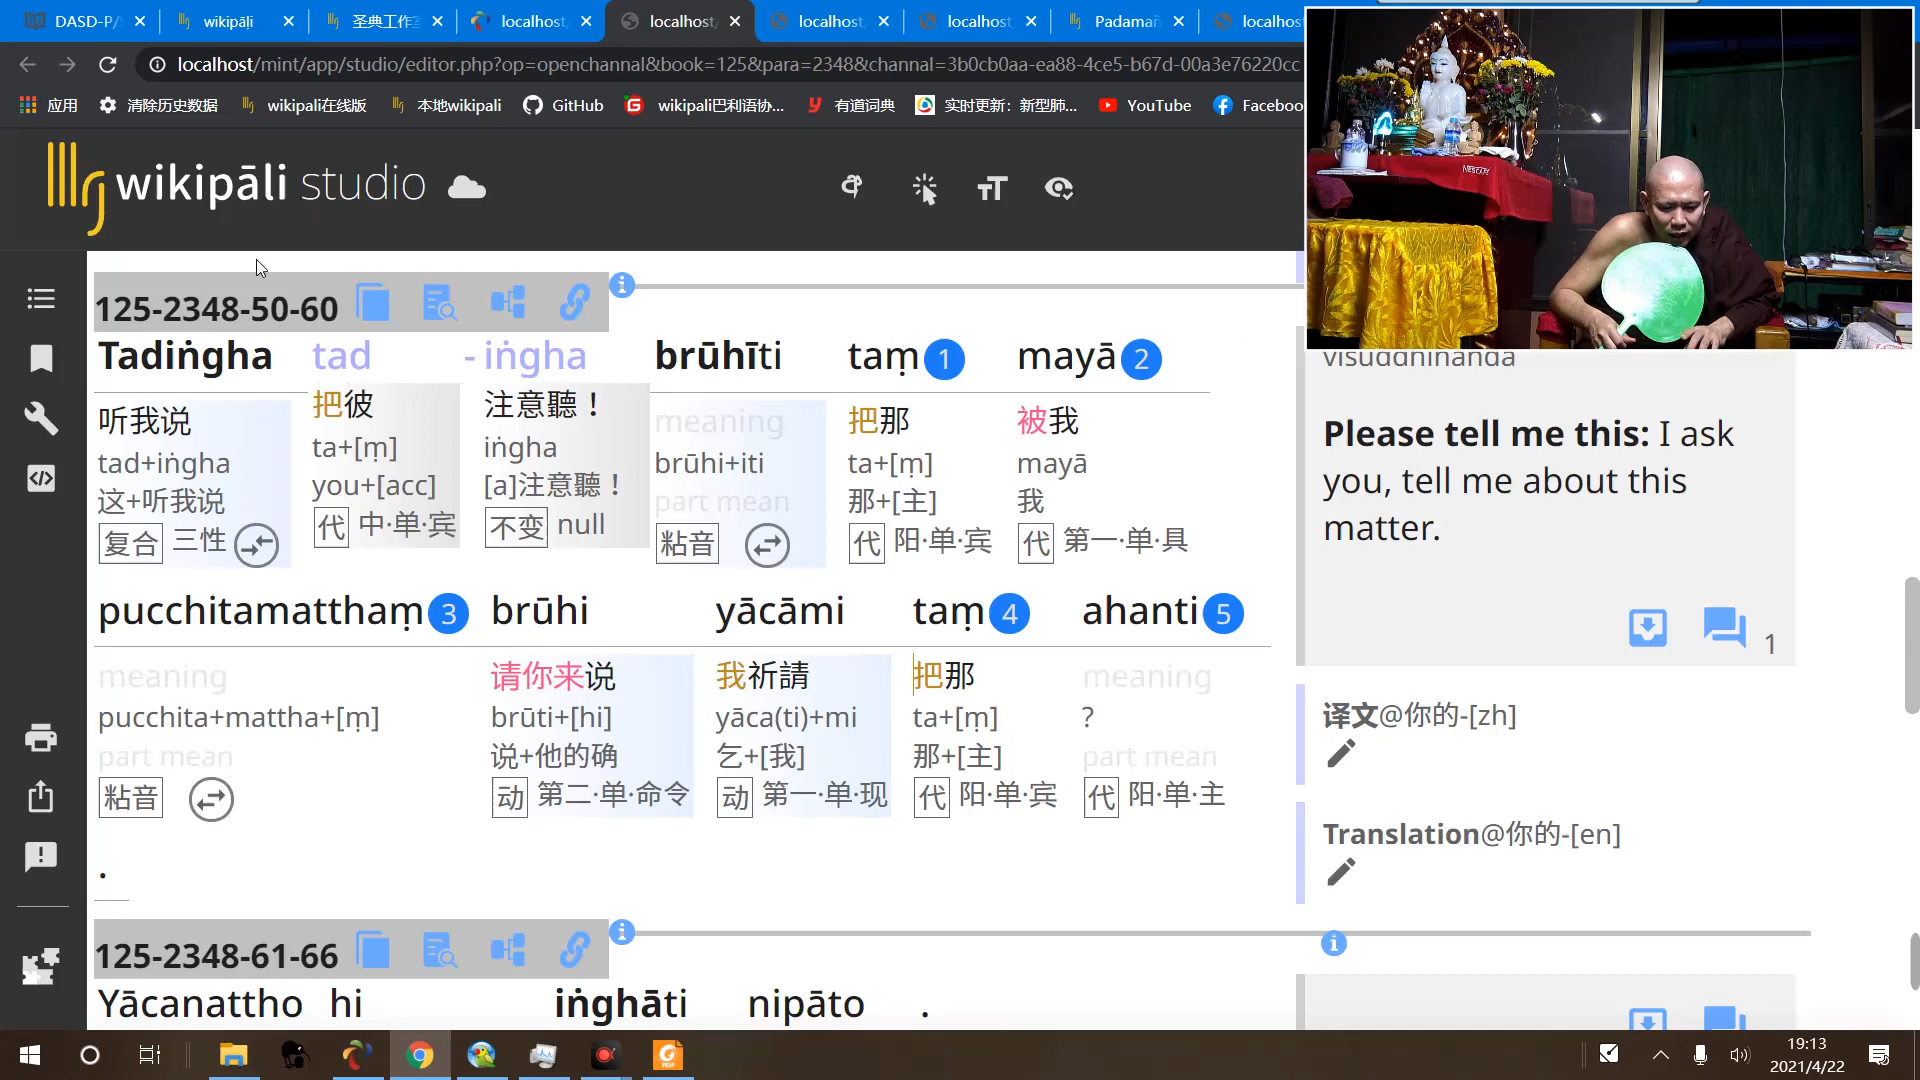 DASD-P/
wikipāḷi
圣典工作
localhost
localhost
localhost
localhost
Padamañ
localhost
localhost/mint/app/studio/editor.php?op=openchannal&book=125&para=2348&channal=3b0cb0aa-ea88-4ce5-b67d-00a3e76220cc
应用
清除历史数据
wikipali在线版
本地wikipali
GitHub
wikipali巴利语协...
有道词典
实时更新：新型肺...
YouTube
Faceboo
wikipāli studio
NESCAFÉ
125-2348-50-60
Tadiṅgha tad - iṅgha brūhīti taṃ 1 mayā 2
听我说 把彼 注意聽！ meaning 把那 被我
tad+iṅgha ta+[ṃ] iṅgha brūhi+iti ta+[ṃ] mayā
这+听我说 you+[acc] [a]注意聽！ part mean 那+[主] 我
复合 三性 代 中·单·宾 不变 null 粘音 代 阳·单·宾 代 第一·单·具
pucchitamatthaṃ 3 brūhi yācāmi taṃ 4 ahanti 5
meaning 请你来说 我祈請 把那 meaning
pucchita+mattha+[ṃ] brūti+[hi] yāca(ti)+mi ta+[ṃ] ?
part mean 说+他的确 乞+[我] 那+[主] part mean
粘音 动 第二·单·命令 动 第一·单·现 代 阳·单·宾 代 阳·单·主
.
125-2348-61-66
Yācanattho hi iṅghāti nipāto .
visuddhinanda
Please tell me this: I ask
you, tell me about this
matter.
1
译文@你的-[zh]
Translation@你的-[en]
19:13
2021/4/22